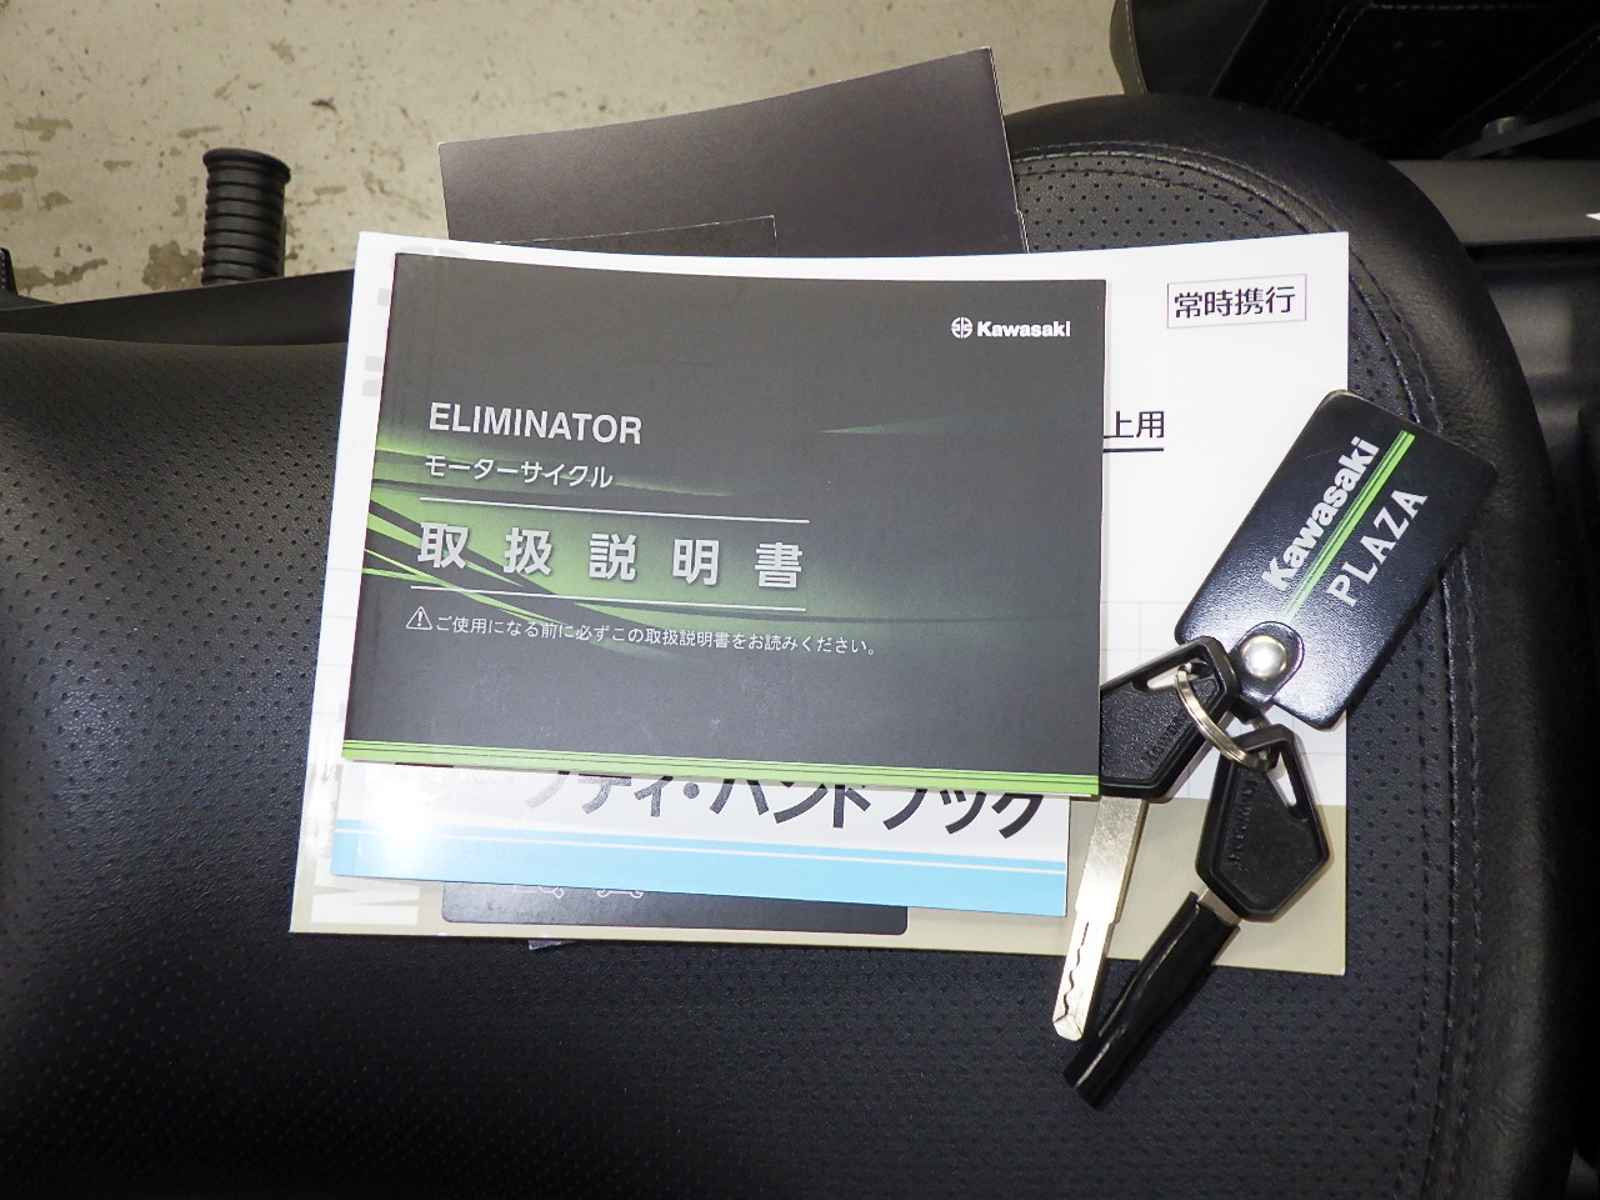 Kawasaki
ELIMINATOR
モーターサイクル
取扱説明書
⚠ご使用になる前に必ずこの取扱説明書をお読みください。
常時携行
上用
ティ・ハンドブック
Kawasaki
PLAZA